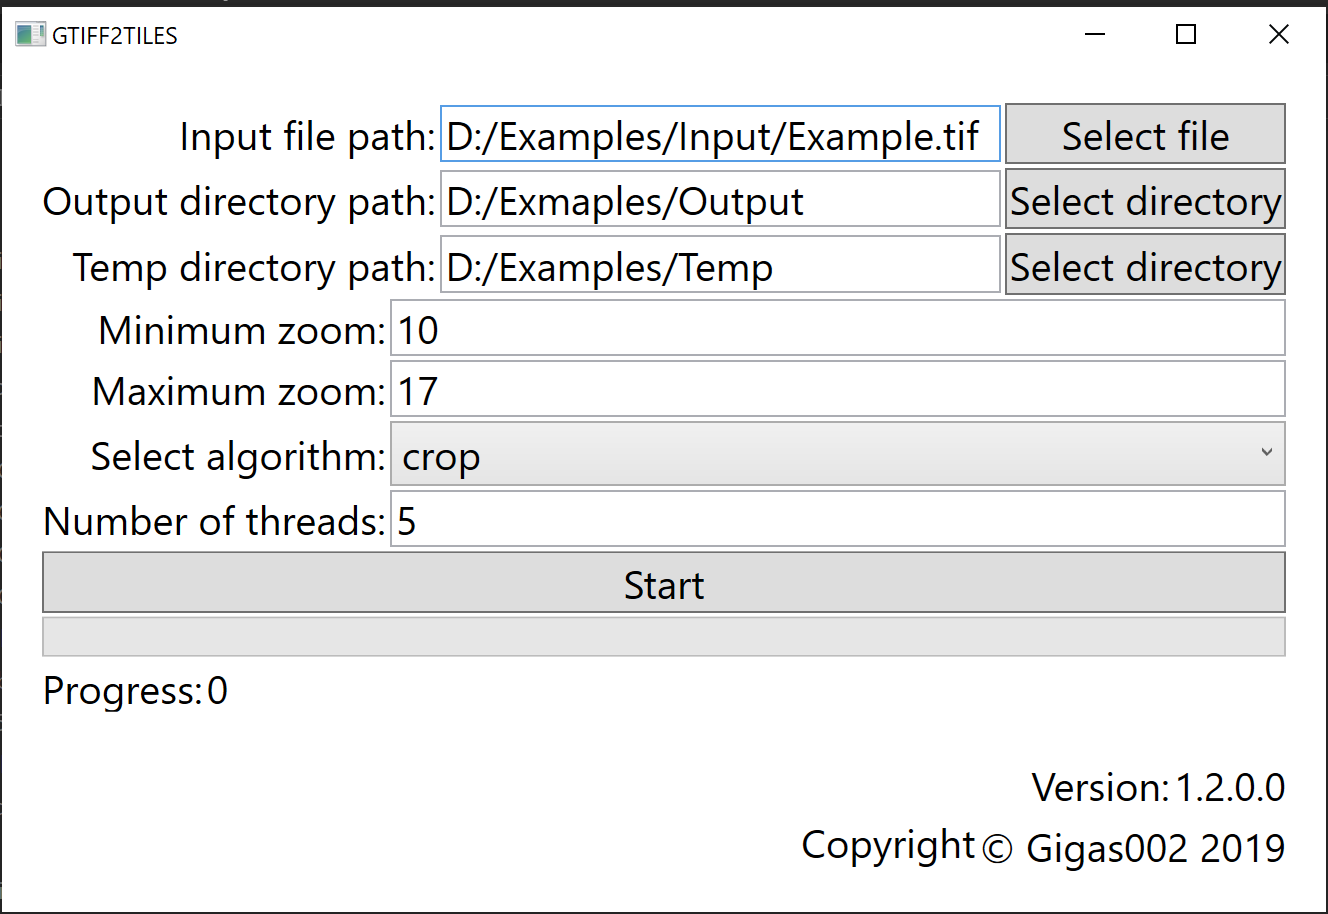 GTIFF2TILES
Input file path: D:/Examples/Input/Example.tif Select file
Output directory path: D:/Exmaples/Output Select directory
Temp directory path: D:/Examples/Temp Select directory
Minimum zoom: 10
Maximum zoom: 17
Select algorithm: crop
Number of threads: 5
Start
Progress: 0
Version: 1.2.0.0
Copyright © Gigas002 2019